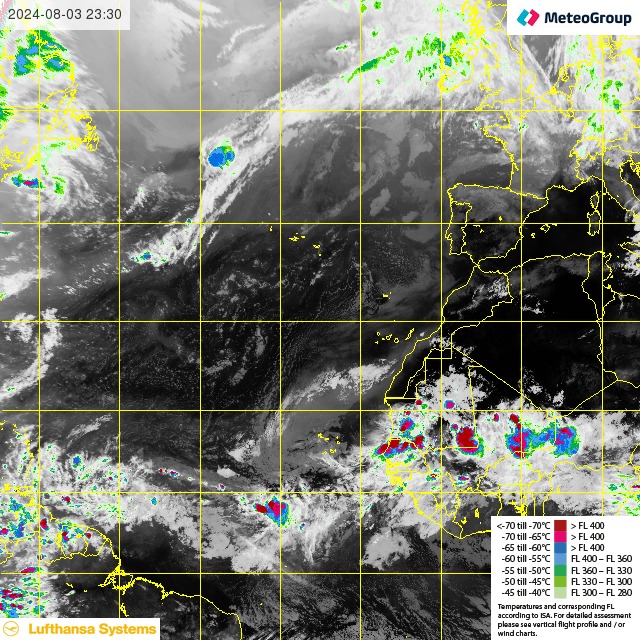 2024-08-03 23:30
MeteoGroup
<-70 till -70°C > FL 400
-70 till -65°C > FL 400
-65 till -60°C > FL 400
-60 till -55°C FL 400 – FL 360
-55 till -50°C FL 360 – FL 330
-50 till -45°C FL 330 – FL 300
-45 till -40°C FL 300 – FL 280
Temperatures and corresponding FL
according to ISA. For detailed assessment
please see vertical flight profile and / or
wind charts.
Lufthansa Systems